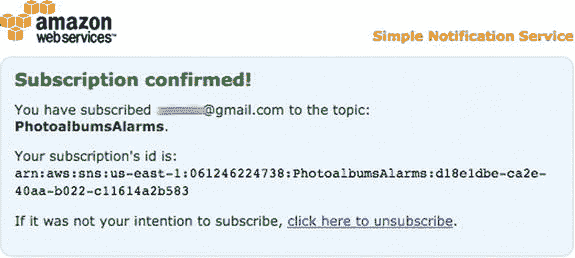 amazon
webservices™
Simple Notification Service
Subscription confirmed!
You have subscribed @gmail.com to the topic:
PhotoalbumsAlarms.
Your subscription's id is:
arn:aws:sns:us-east-1:061246224738:PhotoalbumsAlarms:d18e1dbe-ca2e-
40aa-b022-c11614a2b583
If it was not your intention to subscribe, click here to unsubscribe.